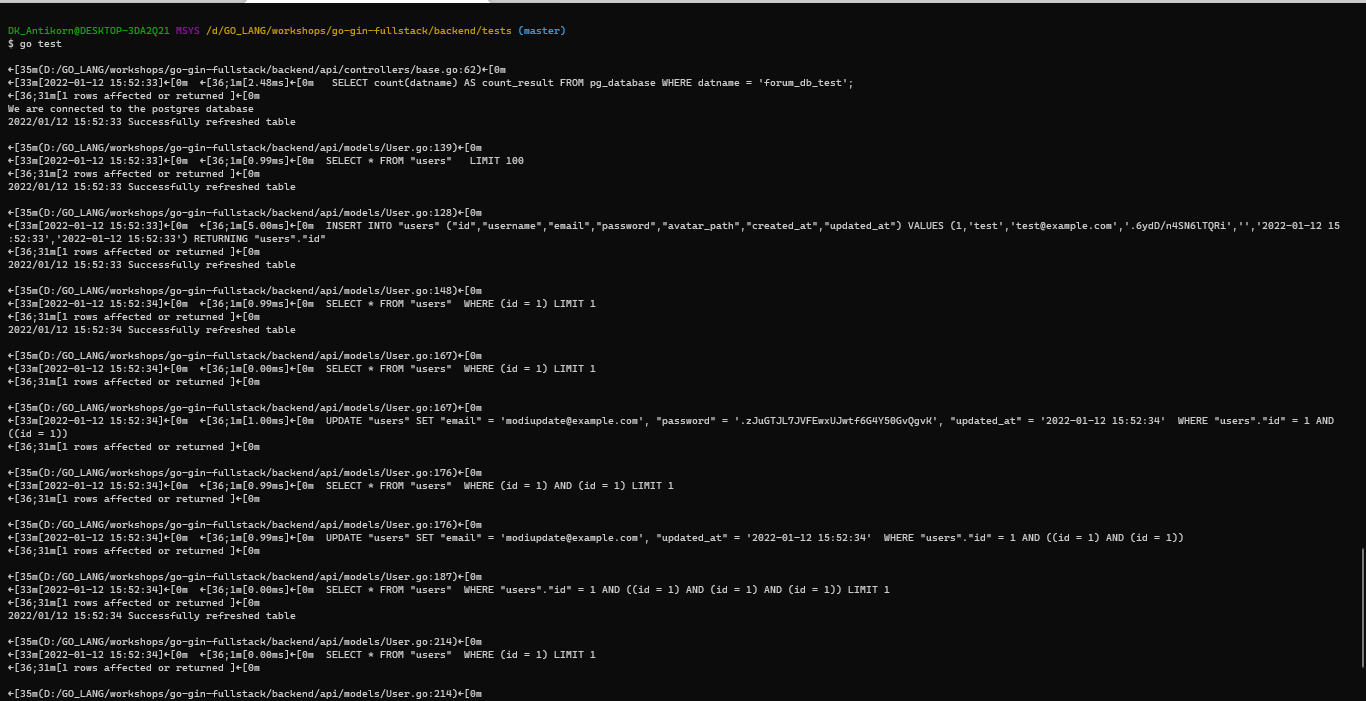 DK_Antikorn@DESKTOP-3DA2Q21 MSYS /d/GO_LANG/workshops/go-gin-fullstack/backend/tests (master)
$ go test
←[35m(D:/GO_LANG/workshops/go-gin-fullstack/backend/api/controllers/base.go:62)←[0m
←[33m[2022-01-12 15:52:33]←[0m  ←[36;1m[2.48ms]←[0m   SELECT count(datname) AS count_result FROM pg_database WHERE datname = 'forum_db_test';
←[36;31m[1 rows affected or returned ]←[0m
We are connected to the postgres database
2022/01/12 15:52:33 Successfully refreshed table
←[35m(D:/GO_LANG/workshops/go-gin-fullstack/backend/api/models/User.go:139)←[0m
←[33m[2022-01-12 15:52:33]←[0m  ←[36;1m[0.99ms]←[0m  SELECT * FROM "users"   LIMIT 100
←[36;31m[2 rows affected or returned ]←[0m
2022/01/12 15:52:33 Successfully refreshed table
←[35m(D:/GO_LANG/workshops/go-gin-fullstack/backend/api/models/User.go:128)←[0m
←[33m[2022-01-12 15:52:33]←[0m  ←[36;1m[5.00ms]←[0m  INSERT INTO "users" ("id","username","email","password","avatar_path","created_at","updated_at") VALUES (1,'test','test@example.com','.6ydD/n4SN6lTQRi','','2022-01-12 15
:52:33','2022-01-12 15:52:33') RETURNING "users"."id"
←[36;31m[1 rows affected or returned ]←[0m
2022/01/12 15:52:33 Successfully refreshed table
←[35m(D:/GO_LANG/workshops/go-gin-fullstack/backend/api/models/User.go:148)←[0m
←[33m[2022-01-12 15:52:34]←[0m  ←[36;1m[0.99ms]←[0m  SELECT * FROM "users"  WHERE (id = 1) LIMIT 1
←[36;31m[1 rows affected or returned ]←[0m
2022/01/12 15:52:34 Successfully refreshed table
←[35m(D:/GO_LANG/workshops/go-gin-fullstack/backend/api/models/User.go:167)←[0m
←[33m[2022-01-12 15:52:34]←[0m  ←[36;1m[0.00ms]←[0m  SELECT * FROM "users"  WHERE (id = 1) LIMIT 1
←[36;31m[1 rows affected or returned ]←[0m
←[35m(D:/GO_LANG/workshops/go-gin-fullstack/backend/api/models/User.go:167)←[0m
←[33m[2022-01-12 15:52:34]←[0m  ←[36;1m[1.00ms]←[0m  UPDATE "users" SET "email" = 'modiupdate@example.com', "password" = '.zJuGTJL7JVFEwxUJwtf6G4Y50GvQgvK', "updated_at" = '2022-01-12 15:52:34'  WHERE "users"."id" = 1 AND
((id = 1))
←[36;31m[1 rows affected or returned ]←[0m
←[35m(D:/GO_LANG/workshops/go-gin-fullstack/backend/api/models/User.go:176)←[0m
←[33m[2022-01-12 15:52:34]←[0m  ←[36;1m[0.99ms]←[0m  SELECT * FROM "users"  WHERE (id = 1) AND (id = 1) LIMIT 1
←[36;31m[1 rows affected or returned ]←[0m
←[35m(D:/GO_LANG/workshops/go-gin-fullstack/backend/api/models/User.go:176)←[0m
←[33m[2022-01-12 15:52:34]←[0m  ←[36;1m[0.99ms]←[0m  UPDATE "users" SET "email" = 'modiupdate@example.com', "updated_at" = '2022-01-12 15:52:34'  WHERE "users"."id" = 1 AND ((id = 1) AND (id = 1))
←[36;31m[1 rows affected or returned ]←[0m
←[35m(D:/GO_LANG/workshops/go-gin-fullstack/backend/api/models/User.go:187)←[0m
←[33m[2022-01-12 15:52:34]←[0m  ←[36;1m[0.00ms]←[0m  SELECT * FROM "users"  WHERE "users"."id" = 1 AND ((id = 1) AND (id = 1) AND (id = 1)) LIMIT 1
←[36;31m[1 rows affected or returned ]←[0m
2022/01/12 15:52:34 Successfully refreshed table
←[35m(D:/GO_LANG/workshops/go-gin-fullstack/backend/api/models/User.go:214)←[0m
←[33m[2022-01-12 15:52:34]←[0m  ←[36;1m[0.00ms]←[0m  SELECT * FROM "users"  WHERE (id = 1) LIMIT 1
←[36;31m[1 rows affected or returned ]←[0m
←[35m(D:/GO_LANG/workshops/go-gin-fullstack/backend/api/models/User.go:214)←[0m